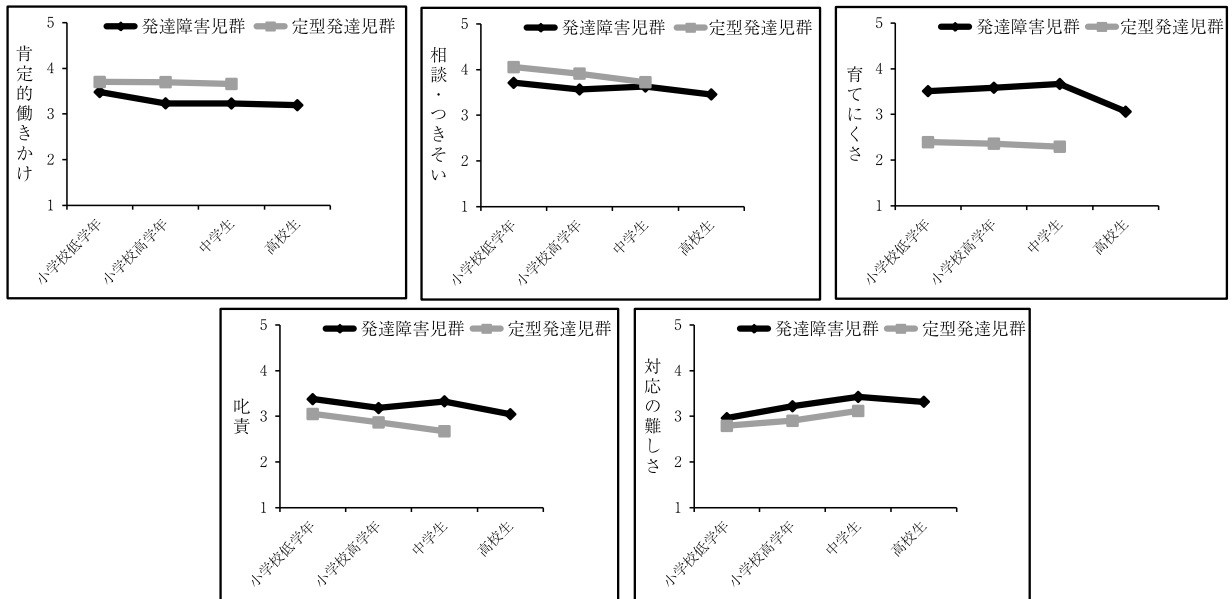 発達障害児群 定型発達児群
肯定的働きかけ
5
4
3
2
1
小学校低学年
小学校高学年
中学生
高校生
発達障害児群 定型発達児群
相談・つきそい
5
4
3
2
1
小学校低学年
小学校高学年
中学生
高校生
発達障害児群 定型発達児群
育てにくさ
5
4
3
2
1
小学校低学年
小学校高学年
中学生
高校生
発達障害児群 定型発達児群
叱責
5
4
3
2
1
小学校低学年
小学校高学年
中学生
高校生
発達障害児群 定型発達児群
対応の難しさ
5
4
3
2
1
小学校低学年
小学校高学年
中学生
高校生